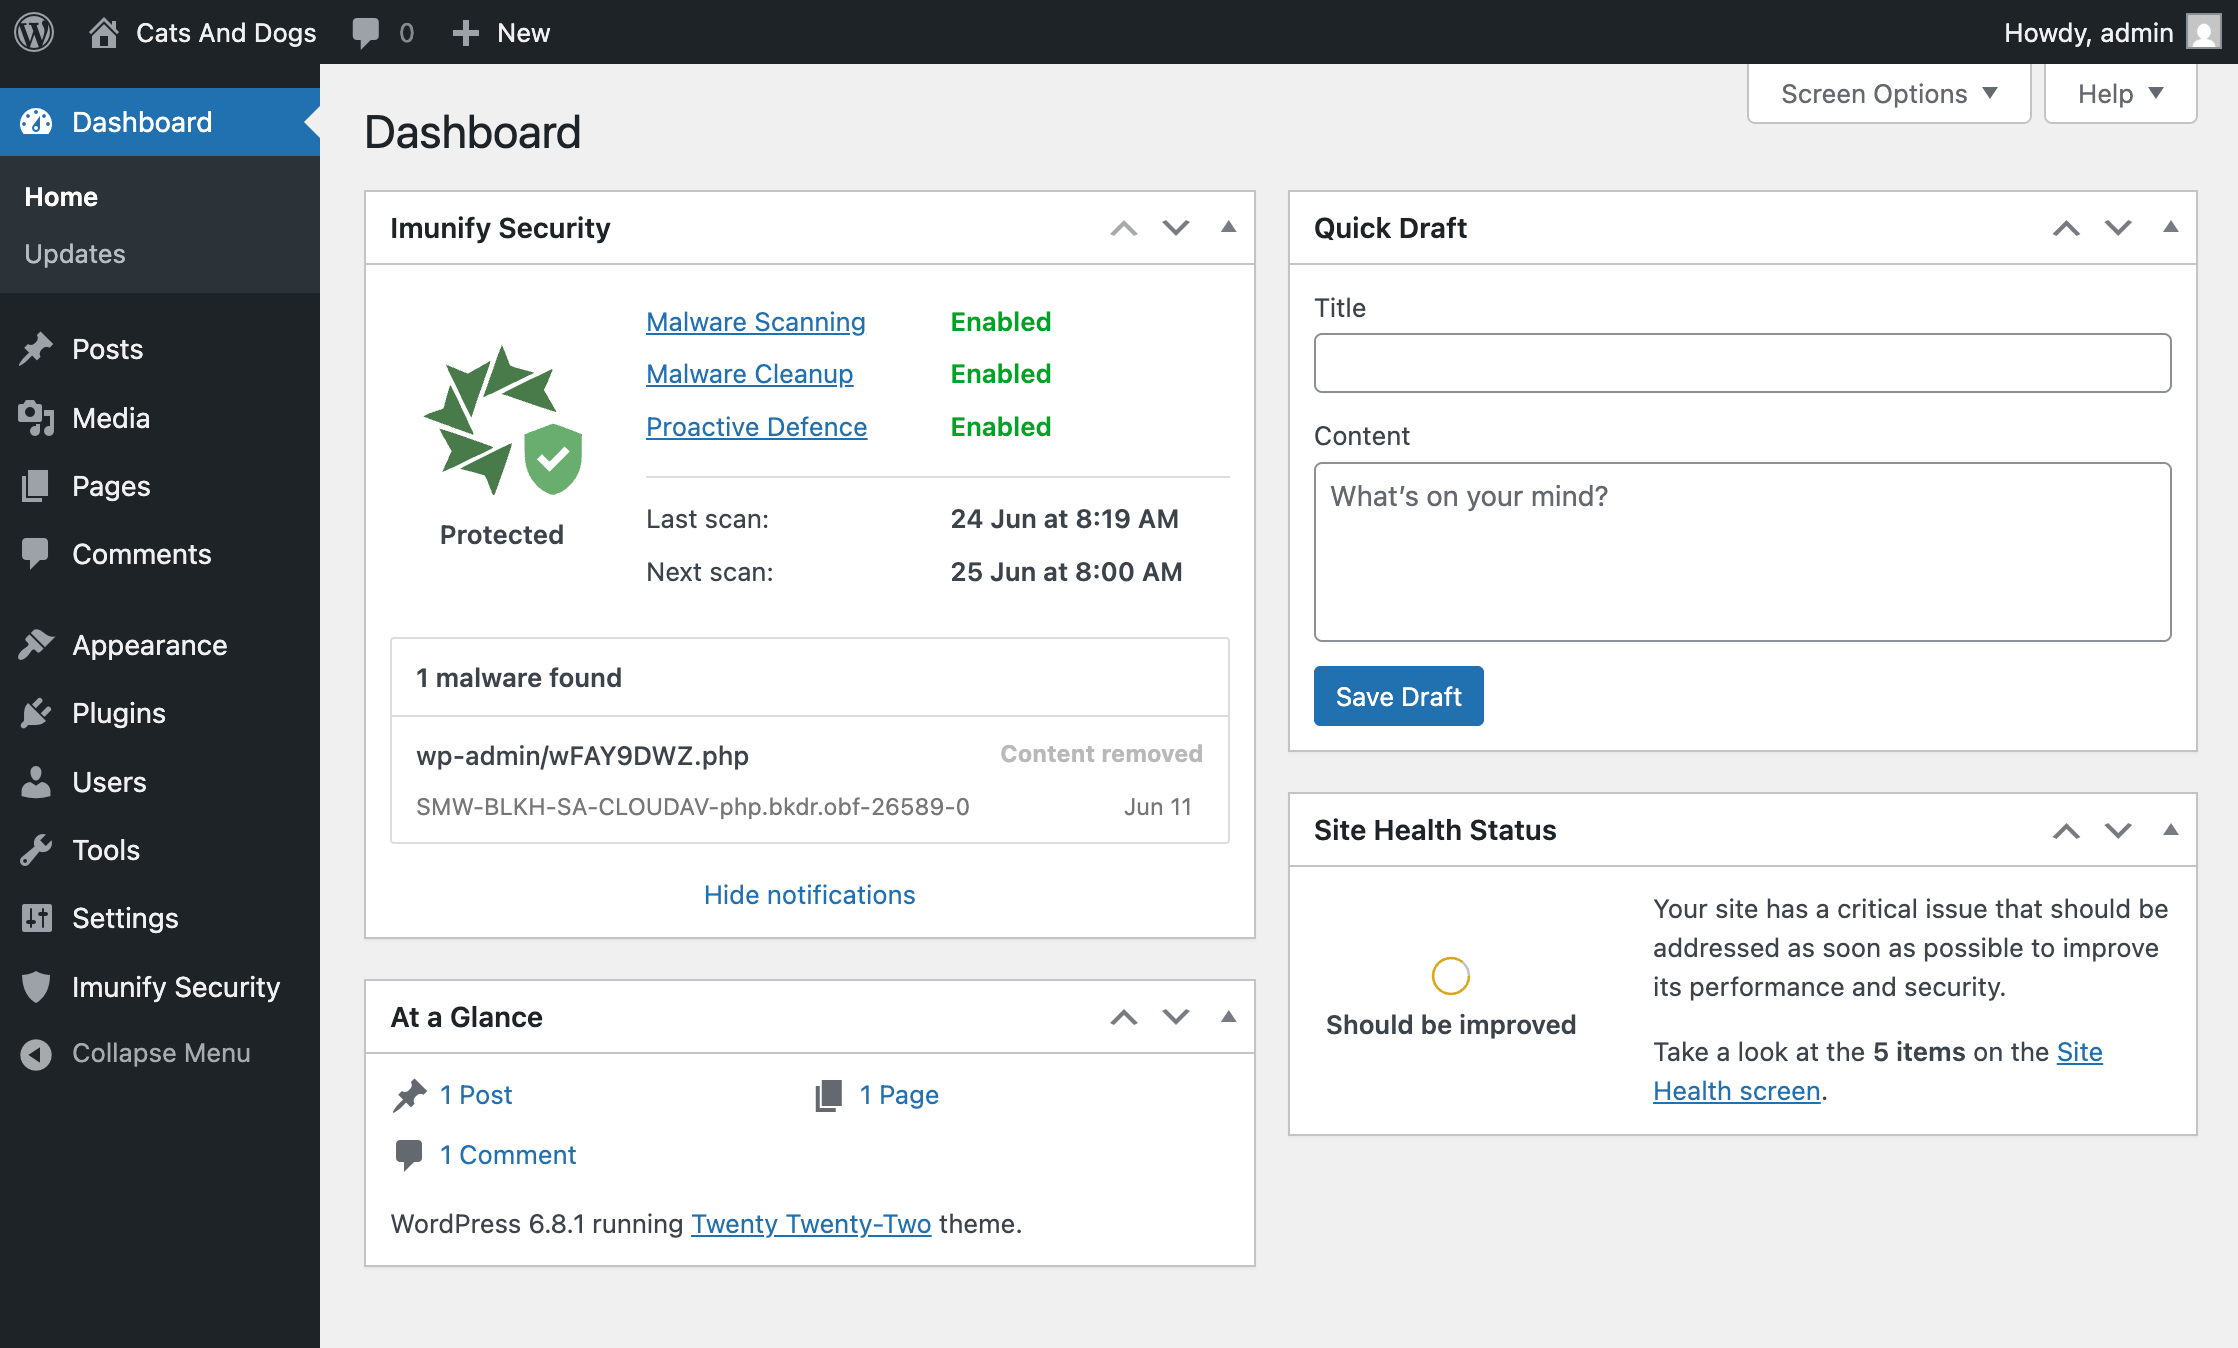 Cats And Dogs
0
New
Howdy, admin
Screen Options
Help
Dashboard
Home
Updates
Posts
Media
Pages
Comments
Appearance
Plugins
Users
Tools
Settings
Imunify Security
Collapse Menu
Dashboard
Imunify Security
Malware Scanning Enabled
Malware Cleanup Enabled
Proactive Defence Enabled
Protected
Last scan: 24 Jun at 8:19 AM
Next scan: 25 Jun at 8:00 AM
1 malware found
wp-admin/wFAY9DWZ.php Content removed
SMW-BLKH-SA-CLOUDAV-php.bkdr.obf-26589-0 Jun 11
Hide notifications
At a Glance
1 Post 1 Page
1 Comment
WordPress 6.8.1 running Twenty Twenty-Two theme.
Quick Draft
Title
Content
What's on your mind?
Save Draft
Site Health Status
Should be improved
Your site has a critical issue that should be
addressed as soon as possible to improve
its performance and security.
Take a look at the 5 items on the Site
Health screen.